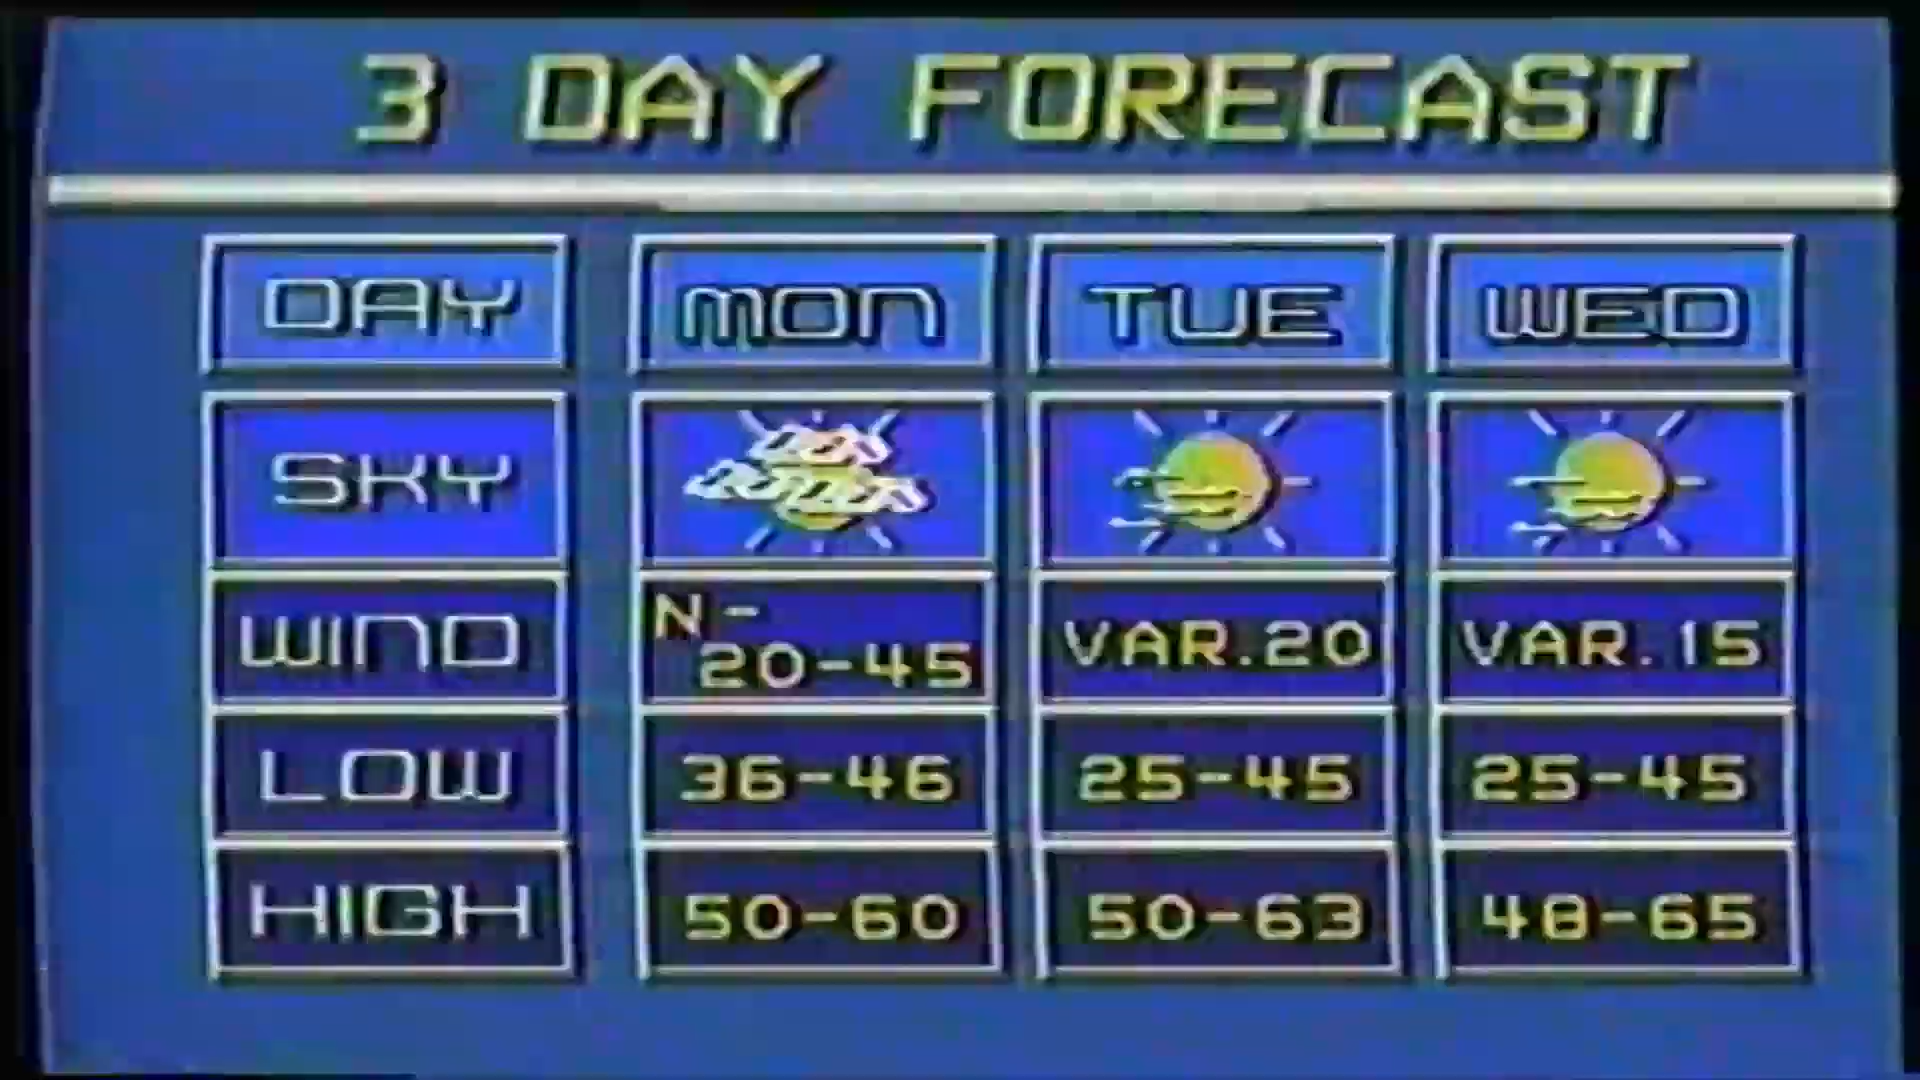 3 DAY FORECAST
DAY MON TUE WED
SKY
WIND N- 20-45 VAR.20 VAR.15
LOW 36-46 25-45 25-45
HIGH 50-60 50-63 48-65